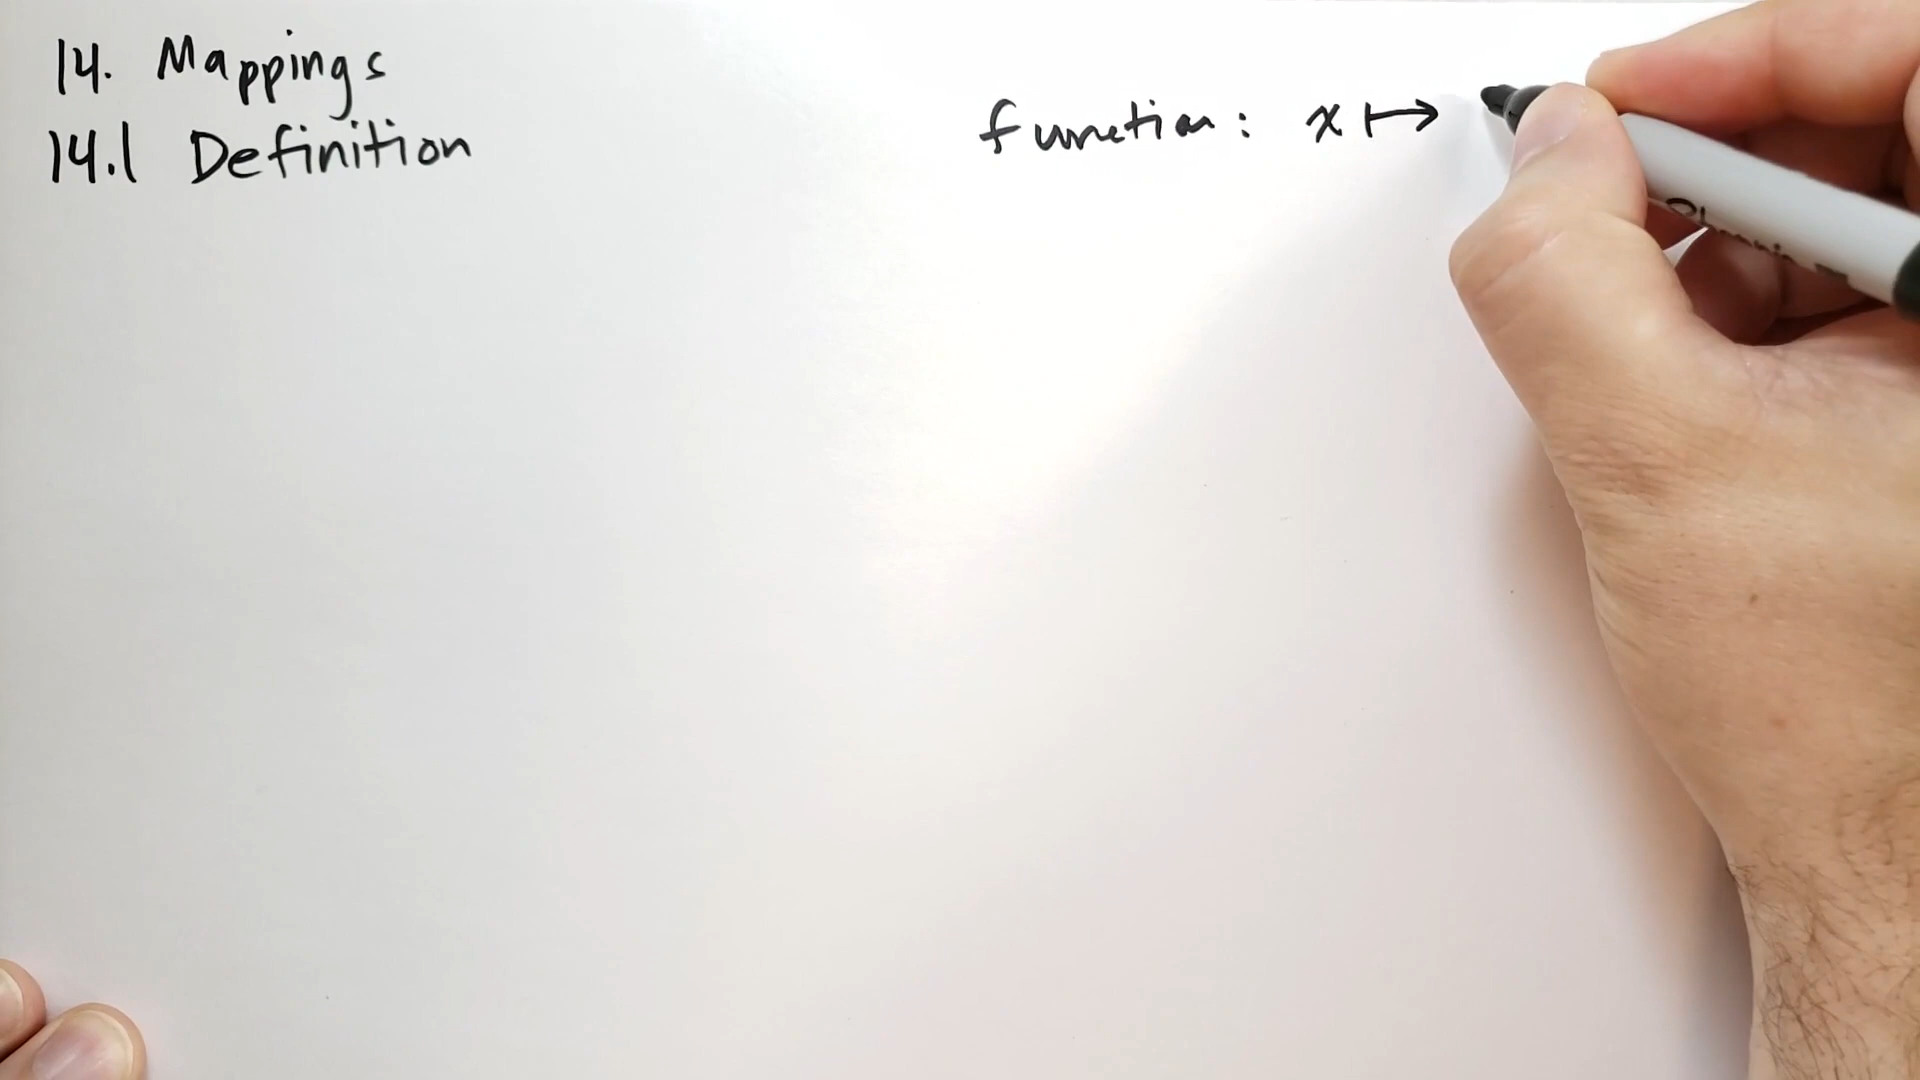 14. Mappings
14.1 Definition
function: x ↦